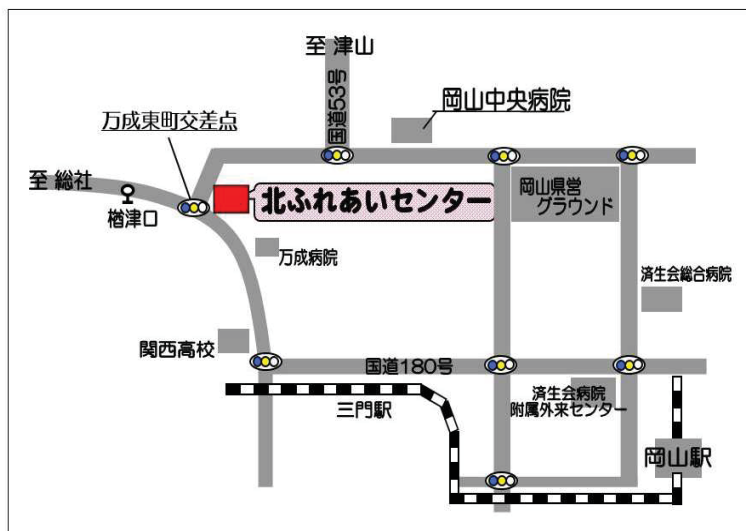 至 津山
国道53号
岡山中央病院
万成東町交差点
至 総社
楢津口
北ふれあいセンター
岡山県営
グラウンド
万成病院
済生会総合病院
関西高校
国道180号
三門駅
済生会病院
附属外来センター
岡山駅